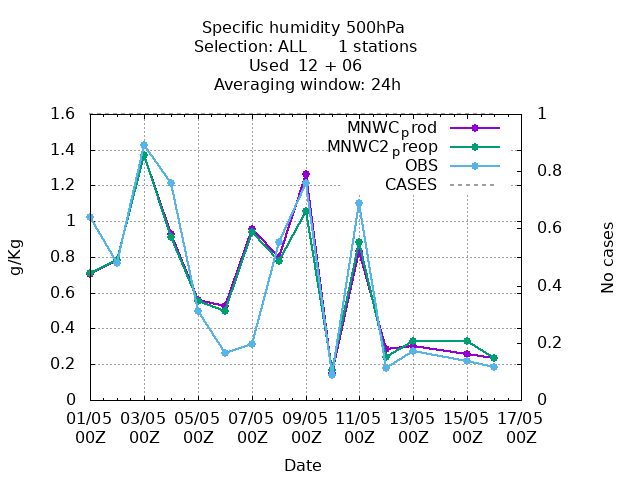 Specific humidity 500hPa
Selection: ALL 1 stations
Used 12 + 06
Averaging window: 24h
1.6
1.4
1.2
1
0.8
0.6
0.4
0.2
0
g/Kg
MNWCprod
MNWC2preop
OBS
CASES
1
0.8
0.6
0.4
0.2
0
No cases
01/05 03/05 05/05 07/05 09/05 11/05 13/05 15/05 17/05
00Z 00Z 00Z 00Z 00Z 00Z 00Z 00Z 00Z
Date